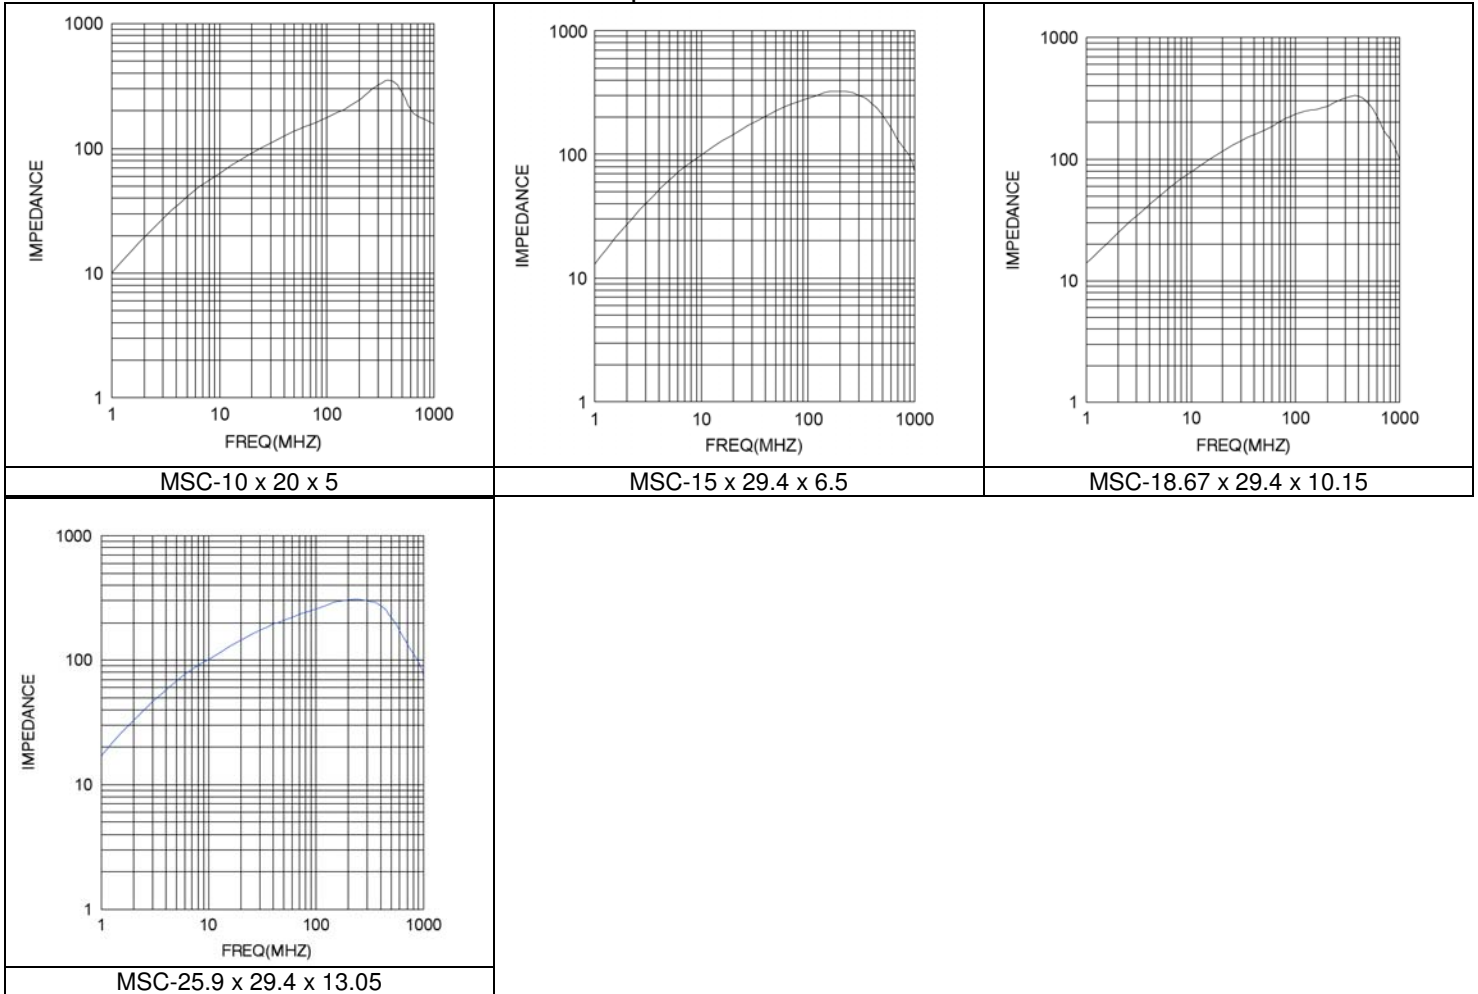 1000
100
10
1
IMPEDANCE
1 10 100 1000
FREQ(MHZ)
MSC-10 x 20 x 5
1000
100
10
1
IMPEDANCE
1 10 100 1000
FREQ(MHZ)
MSC-15 x 29.4 x 6.5
1000
100
10
1
IMPEDANCE
1 10 100 1000
FREQ(MHZ)
MSC-18.67 x 29.4 x 10.15
1000
100
10
1
IMPEDANCE
1 10 100 1000
FREQ(MHZ)
MSC-25.9 x 29.4 x 13.05